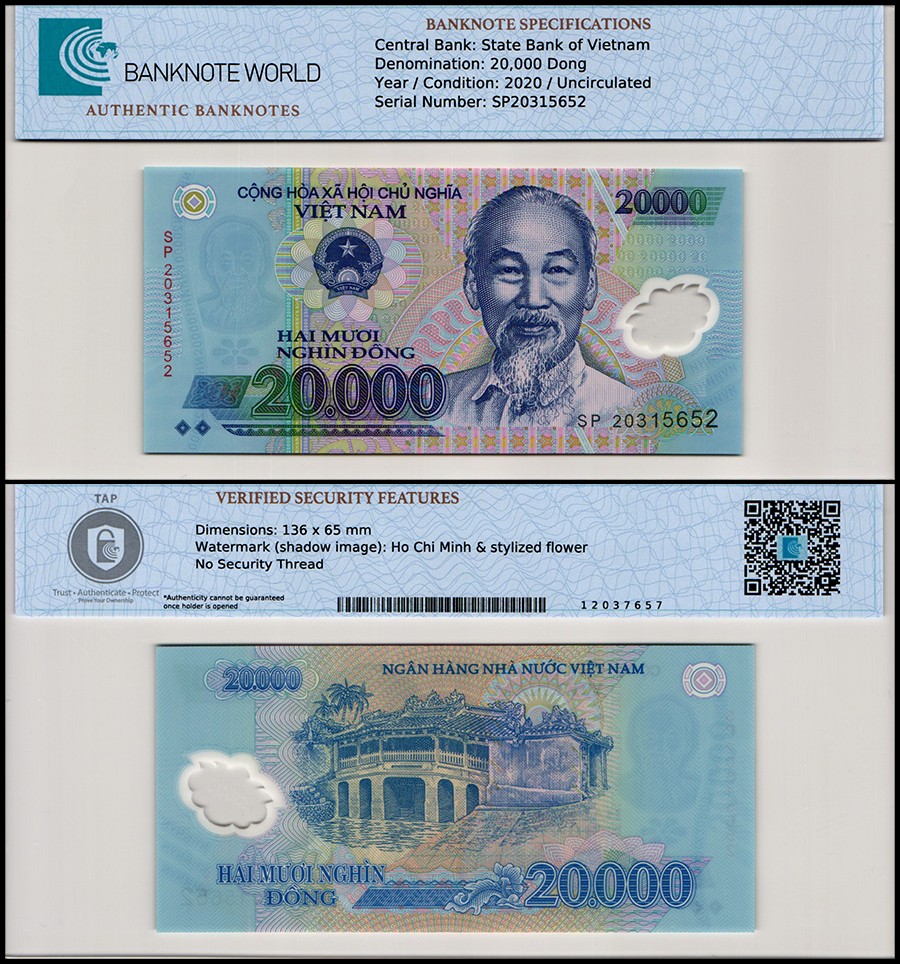 BANKNOTE WORLD
AUTHENTIC BANKNOTES
BANKNOTE SPECIFICATIONS
Central Bank: State Bank of Vietnam
Denomination: 20,000 Dong
Year / Condition: 2020 / Uncirculated
Serial Number: SP20315652
CỘNG HÒA XÃ HỘI CHỦ NGHĨA
VIỆT NAM
20.000
SP 20315652
VIỆT NAM
HAI MƯƠI
NGHÌN ĐỒNG
20.000
SP 20315652
TAP
Trust • Authenticate • Protect
Prove Your Ownership
VERIFIED SECURITY FEATURES
Dimensions: 136 x 65 mm
Watermark (shadow image): Ho Chi Minh & stylized flower
No Security Thread
*Authenticity cannot be guaranteed
once holder is opened
12037657
20.000
NGÂN HÀNG NHÀ NƯỚC VIỆT NAM
HAI MƯƠI NGHÌN
ĐỒNG
20.000